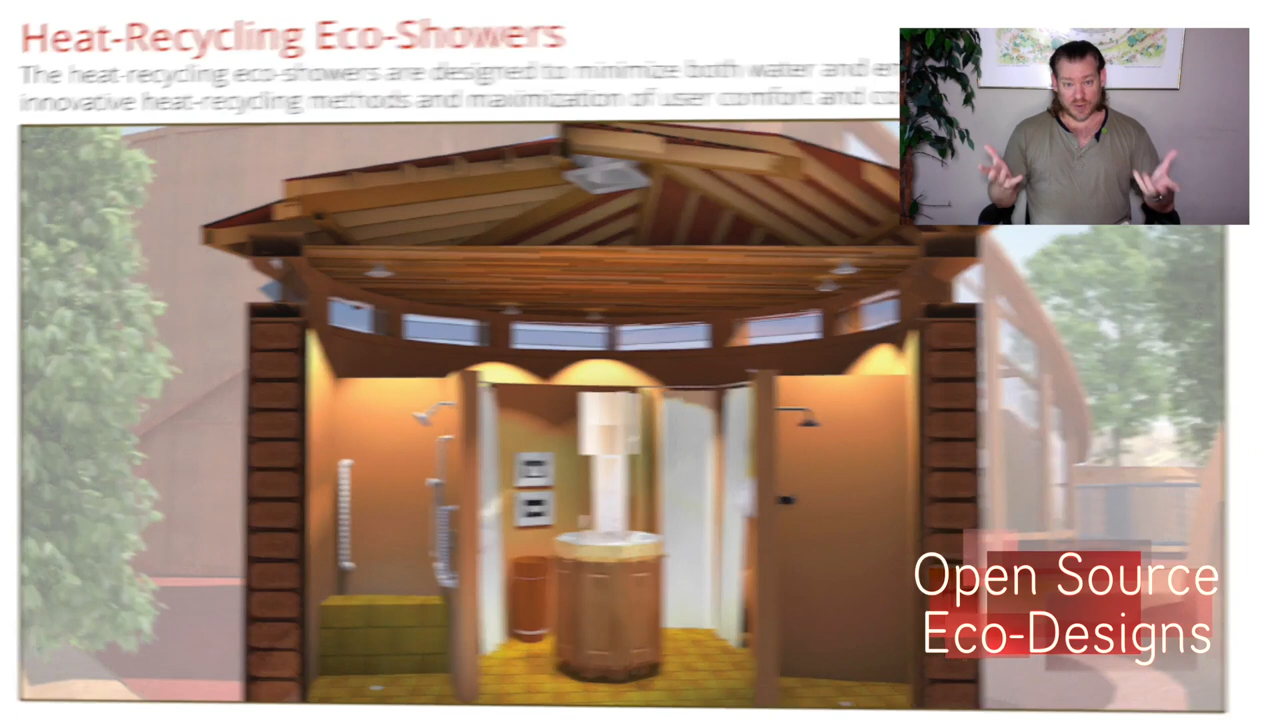 Heat-Recycling Eco-Showers
The heat-recycling eco-showers are designed to minimize both water and
innovative heat-recycling methods and maximization of user comfort and
Open Source
Eco-Designs